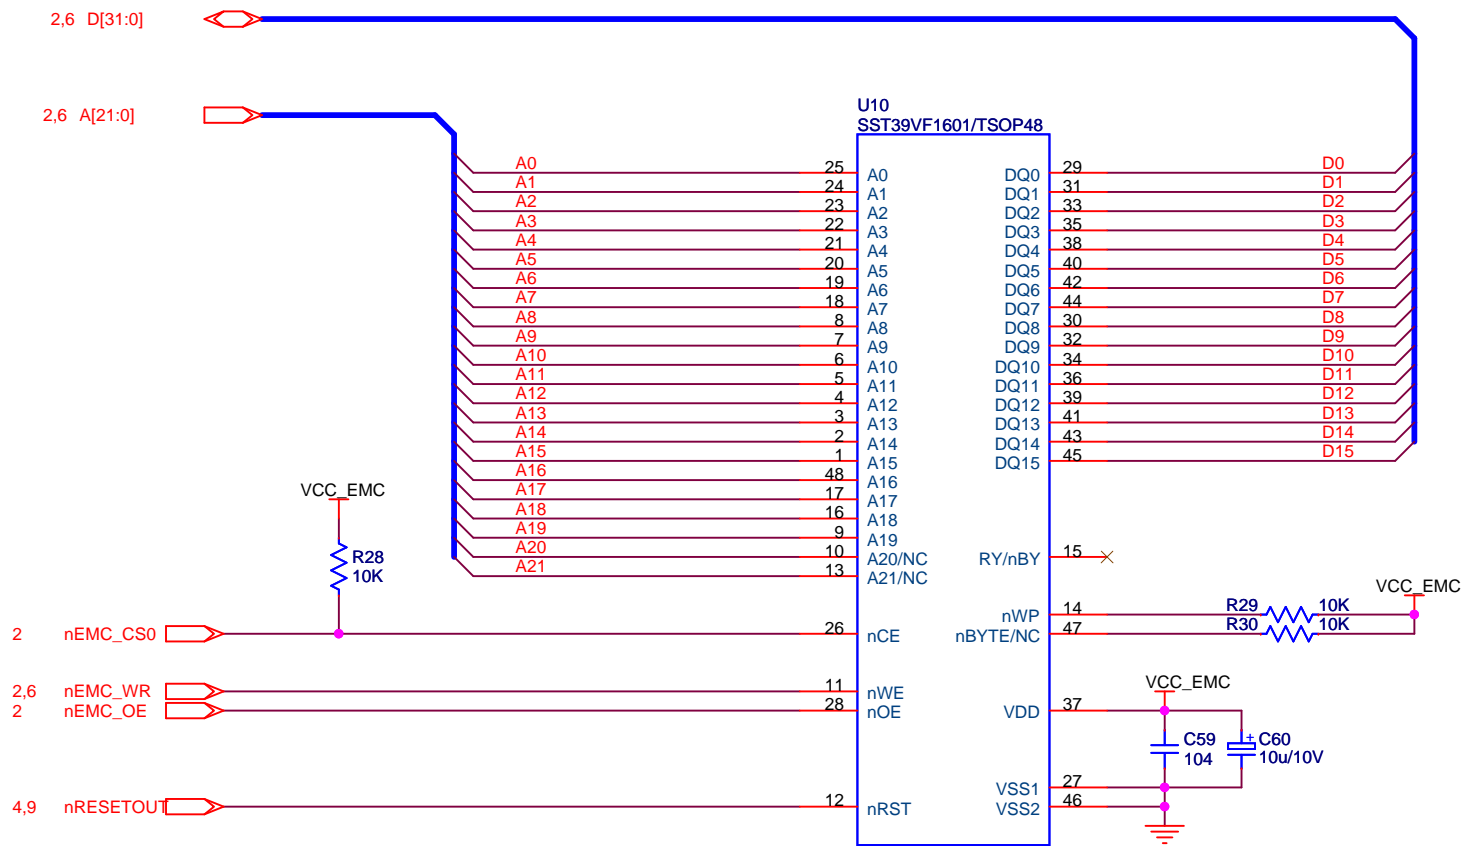 2,6 D[31:0]
2,6 A[21:0]
U10
SST39VF1601/TSOP48
A0 25 A0 DQ0 29 D0
A1 24 A1 DQ1 31 D1
A2 23 A2 DQ2 33 D2
A3 22 A3 DQ3 35 D3
A4 21 A4 DQ4 38 D4
A5 20 A5 DQ5 40 D5
A6 19 A6 DQ6 42 D6
A7 18 A7 DQ7 44 D7
A8 8 A8 DQ8 30 D8
A9 7 A9 DQ9 32 D9
A10 6 A10 DQ10 34 D10
A11 5 A11 DQ11 36 D11
A12 4 A12 DQ12 39 D12
A13 3 A13 DQ13 41 D13
A14 2 A14 DQ14 43 D14
A15 1 A15 DQ15 45 D15
A16 48 A16
VCC_EMC A17 17 A17
A18 16 A18
A19 9 A19
A20 10 A20/NC RY/nBY 15
A21 13 A21/NC
R28
10K
VCC_EMC
nWP 14 R29 10K
2 nEMC_CS0 26 nCE nBYTE/NC 47 R30 10K
VCC_EMC
2,6 nEMC_WR 11 nWE
2 nEMC_OE 28 nOE VDD 37
C59 + C60
104 10u/10V
VSS1 27
4,9 nRESETOUT 12 nRST VSS2 46